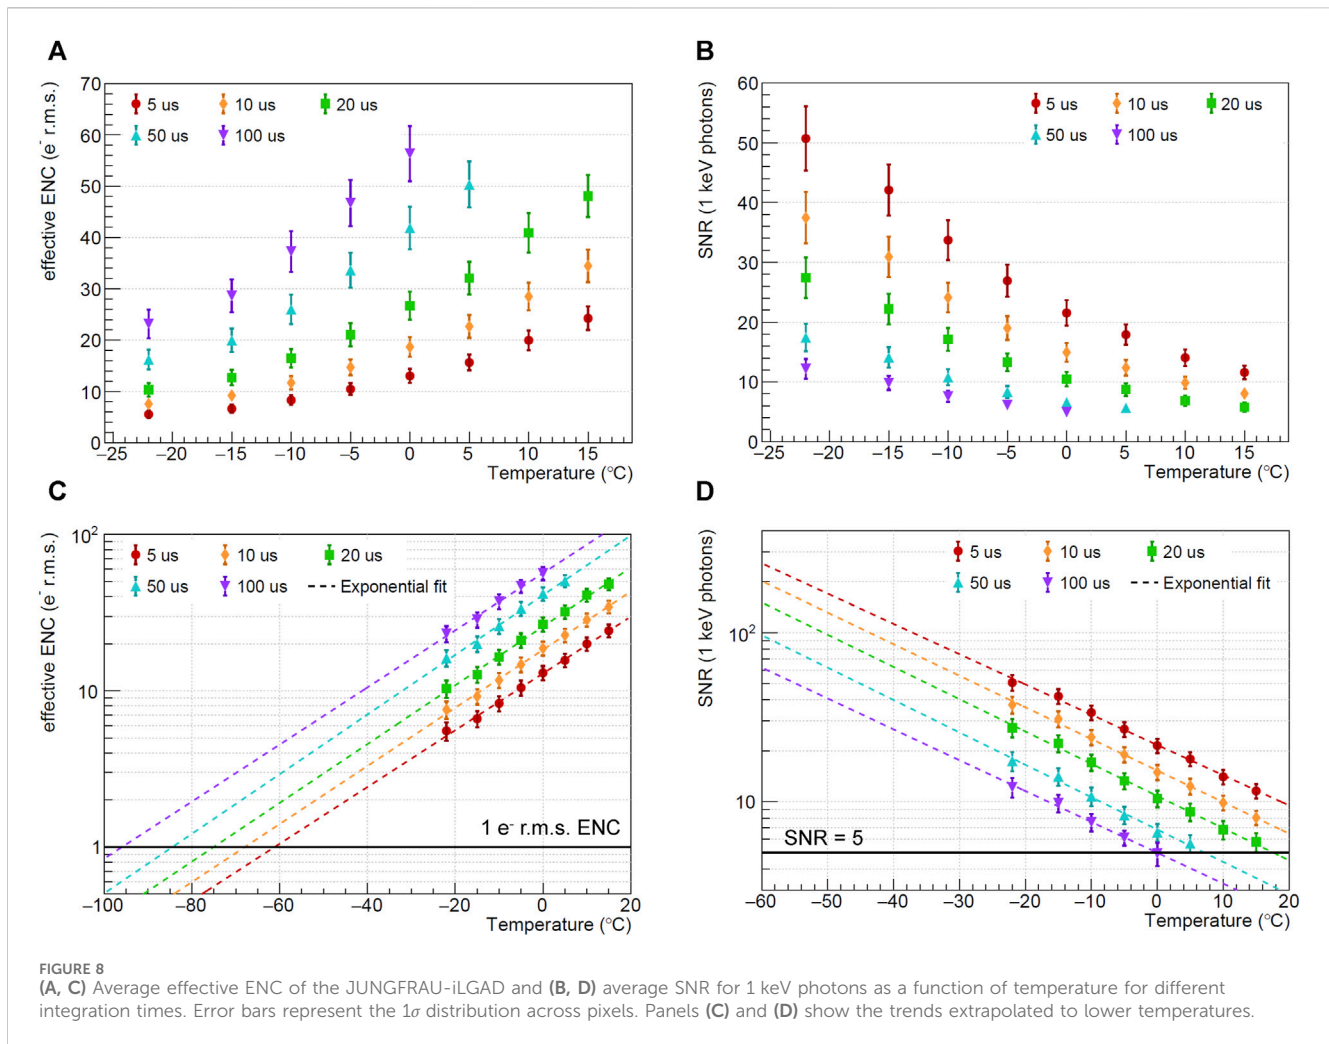 A
effective ENC (e⁻ r.m.s.)
70
60
50
40
30
20
10
0
5 us
10 us
20 us
50 us
100 us
−25
−20
−15
−10
−5
0
5
10
15
Temperature (°C)
B
SNR (1 keV photons)
60
50
40
30
20
10
0
5 us
10 us
20 us
50 us
100 us
−25
−20
−15
−10
−5
0
5
10
15
Temperature (°C)
C
effective ENC (e⁻ r.m.s.)
10²
10
1
5 us
10 us
20 us
50 us
100 us
Exponential fit
1 e⁻ r.m.s. ENC
−100
−80
−60
−40
−20
0
20
Temperature (°C)
D
SNR (1 keV photons)
10²
10
5 us
10 us
20 us
50 us
100 us
Exponential fit
SNR = 5
−60
−50
−40
−30
−20
−10
0
10
20
Temperature (°C)
FIGURE 8
(A, C) Average effective ENC of the JUNGFRAU-iLGAD and (B, D) average SNR for 1 keV photons as a function of temperature for different
integration times. Error bars represent the 1σ distribution across pixels. Panels (C) and (D) show the trends extrapolated to lower temperatures.